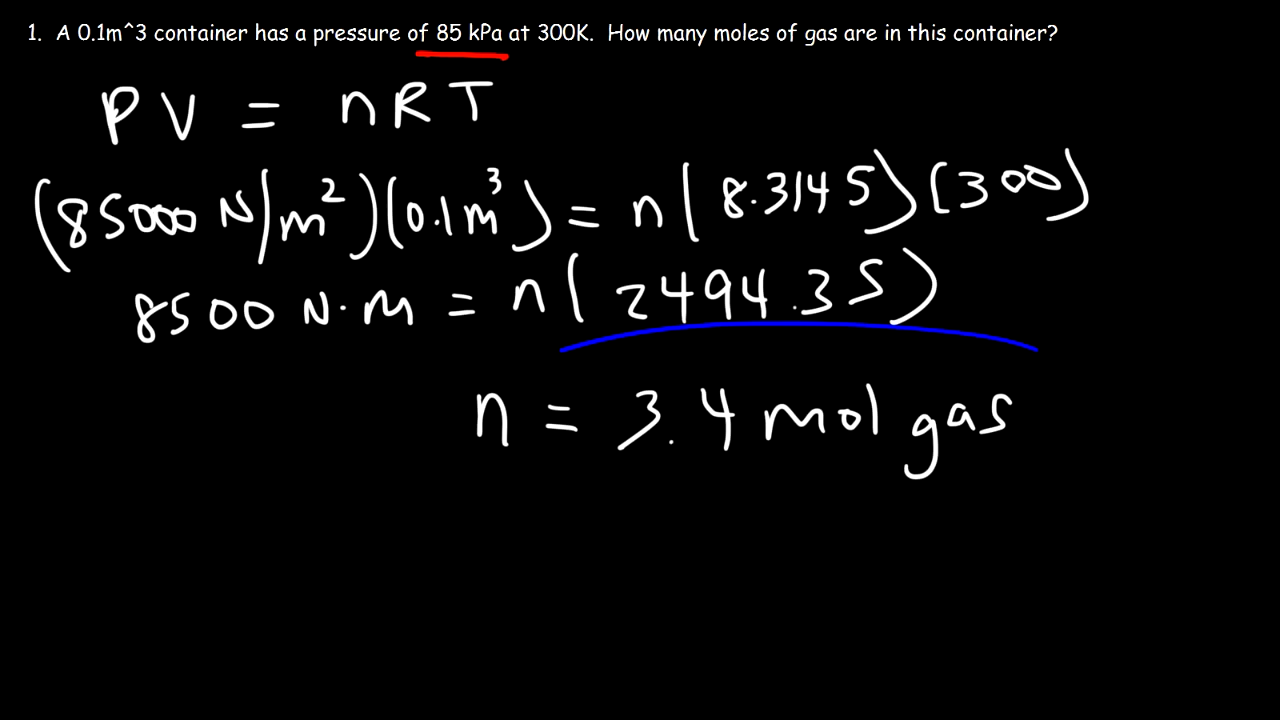 1. A 0.1m^3 container has a pressure of 85 kPa at 300K. How many moles of gas are in this container?
PV = nRT
(85000 N/m²)(0.1m³) = n(8.3145)(300)
8500 N·m = n(2494.35)
n = 3.4 mol gas